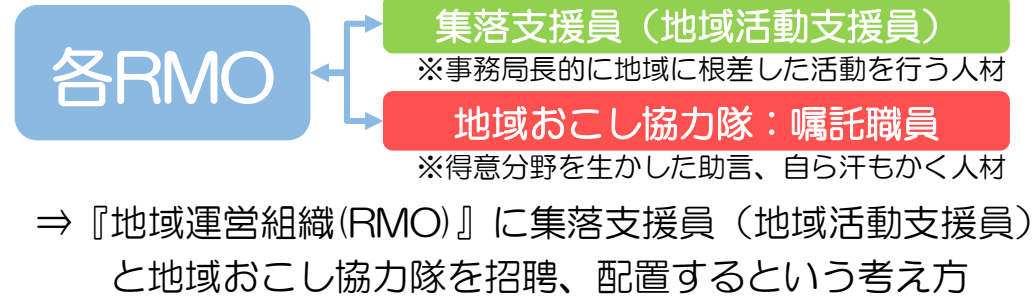 各RMO
集落支援員（地域活動支援員）
※事務局長的に地域に根差した活動を行う人材
地域おこし協力隊：嘱託職員
※得意分野を生かした助言、自ら汗もかく人材
⇒『地域運営組織(RMO)』に集落支援員（地域活動支援員）
と地域おこし協力隊を招聘、配置するという考え方